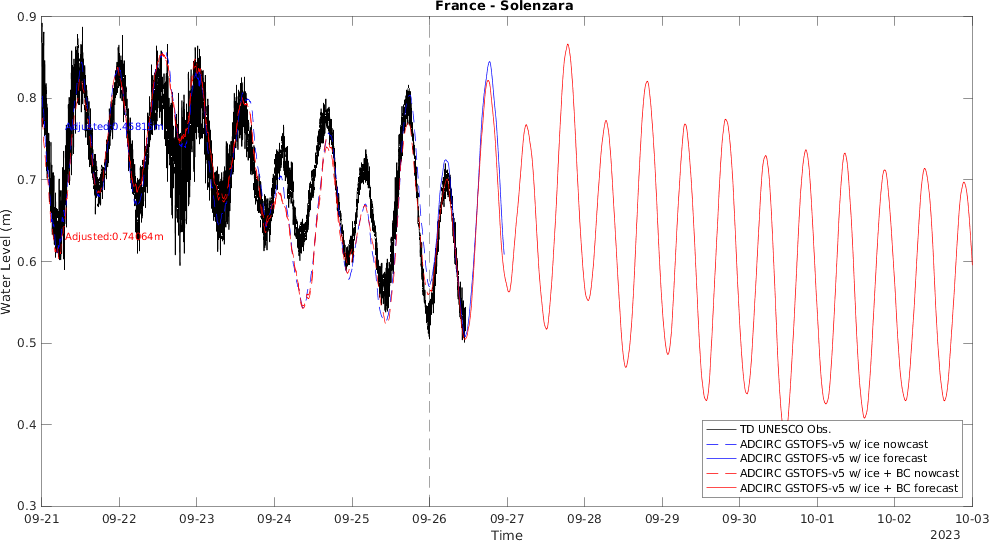 France - Solenzara
0.9
0.8
0.7
0.6
0.5
0.4
0.3
Water Level (m)
Adjusted:0.74064m
TD UNESCO Obs.
ADCIRC GSTOFS-v5 w/ ice nowcast
ADCIRC GSTOFS-v5 w/ ice forecast
ADCIRC GSTOFS-v5 w/ ice + BC nowcast
ADCIRC GSTOFS-v5 w/ ice + BC forecast
09-21 09-22 09-23 09-24 09-25 09-26 09-27 09-28 09-29 09-30 10-01 10-02 10-03
Time
2023